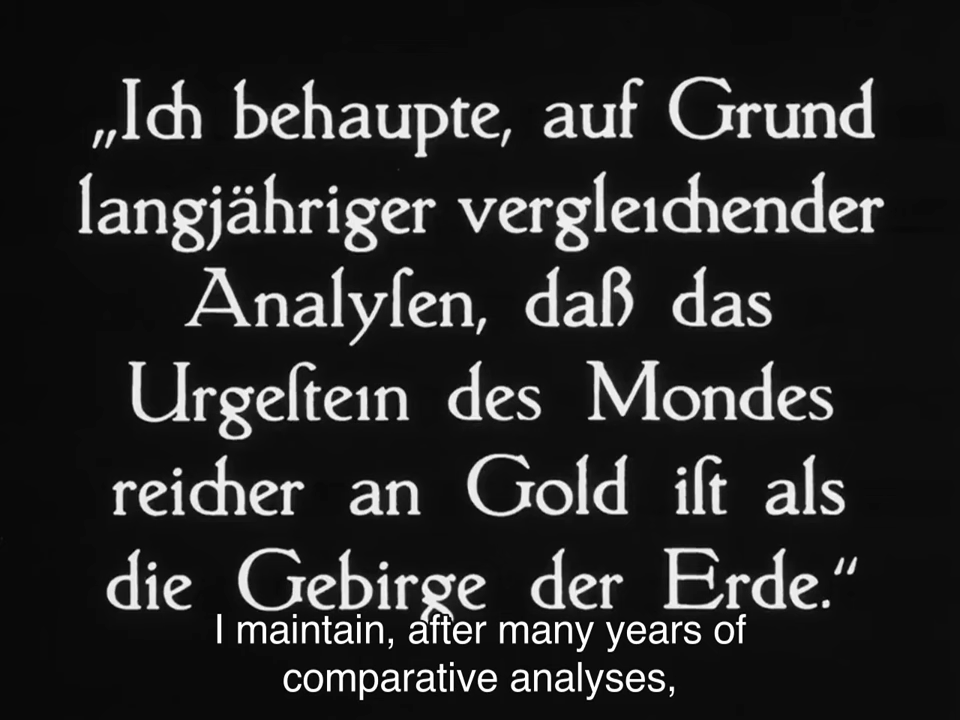 „Ich behaupte, auf Grund
langjähriger vergleichender
Analyſen, daß das
Urgeſtein des Mondes
reicher an Gold iſt als
die Gebirge der Erde.“
I maintain, after many years of
comparative analyses,